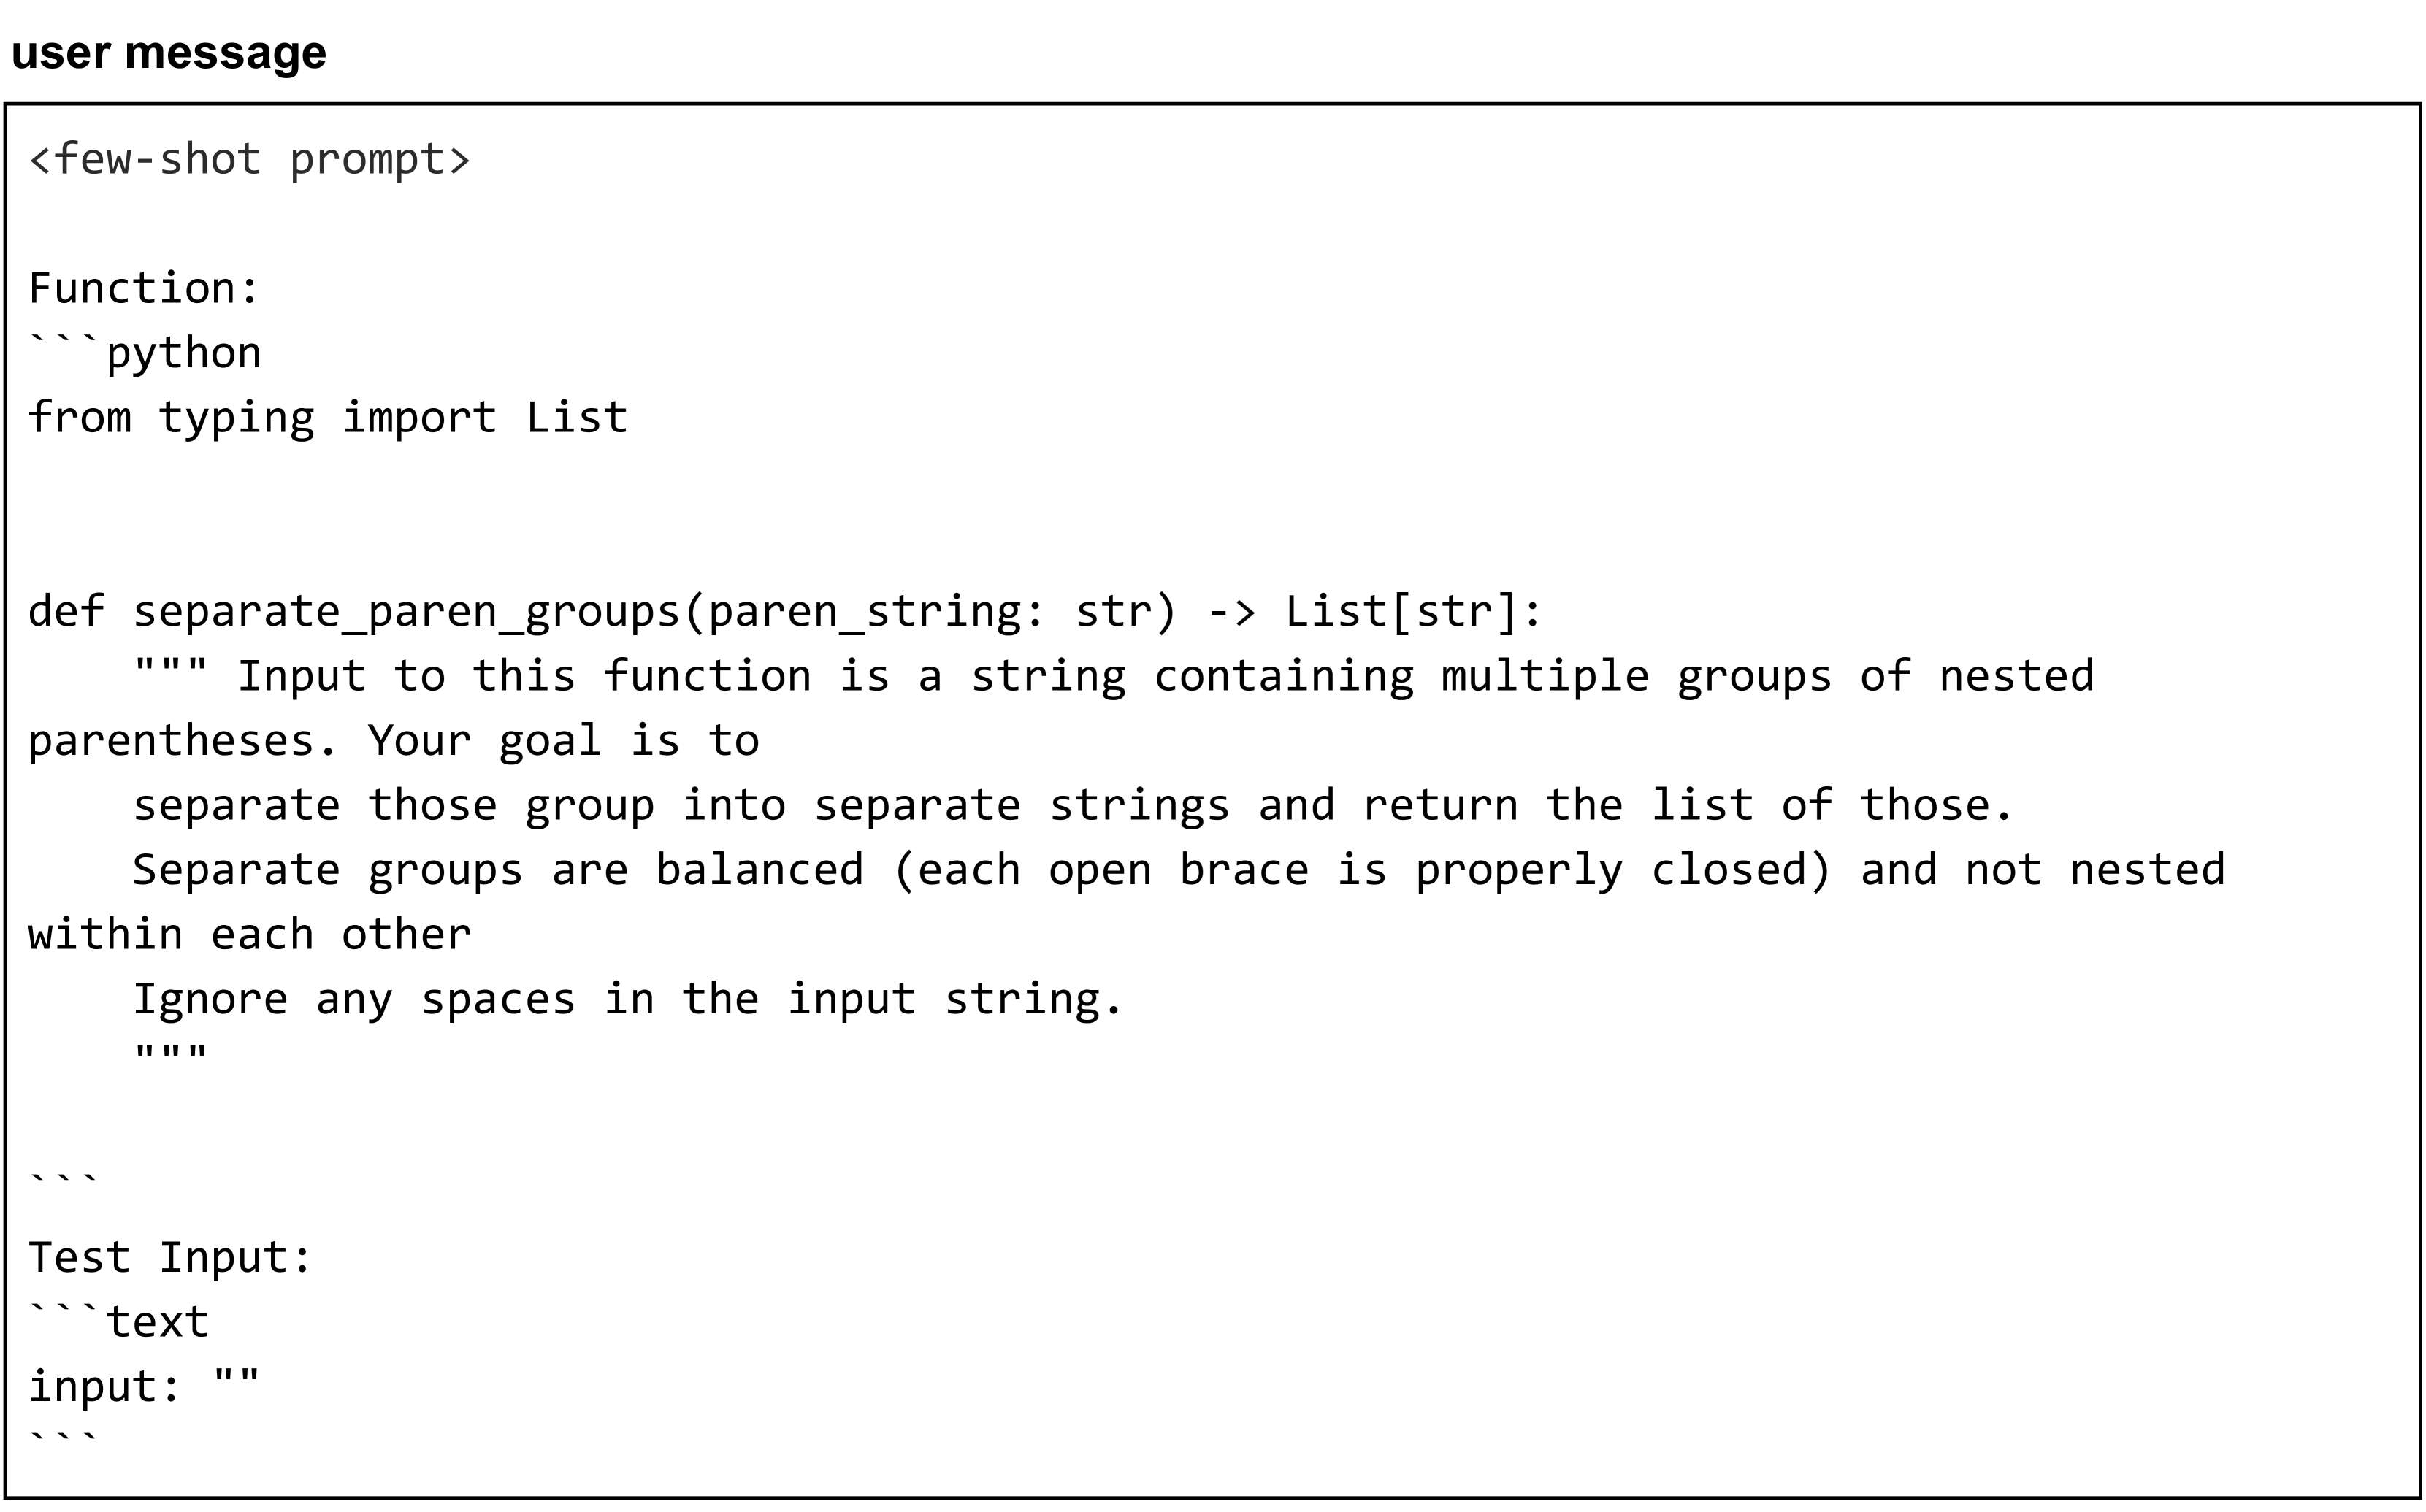 user message
<few-shot prompt>
Function:
```python
from typing import List
def separate_paren_groups(paren_string: str) -> List[str]:
    """ Input to this function is a string containing multiple groups of nested
parentheses. Your goal is to
    separate those group into separate strings and return the list of those.
    Separate groups are balanced (each open brace is properly closed) and not nested
within each other
    Ignore any spaces in the input string.
    """
```
Test Input:
```text
input: ""
```